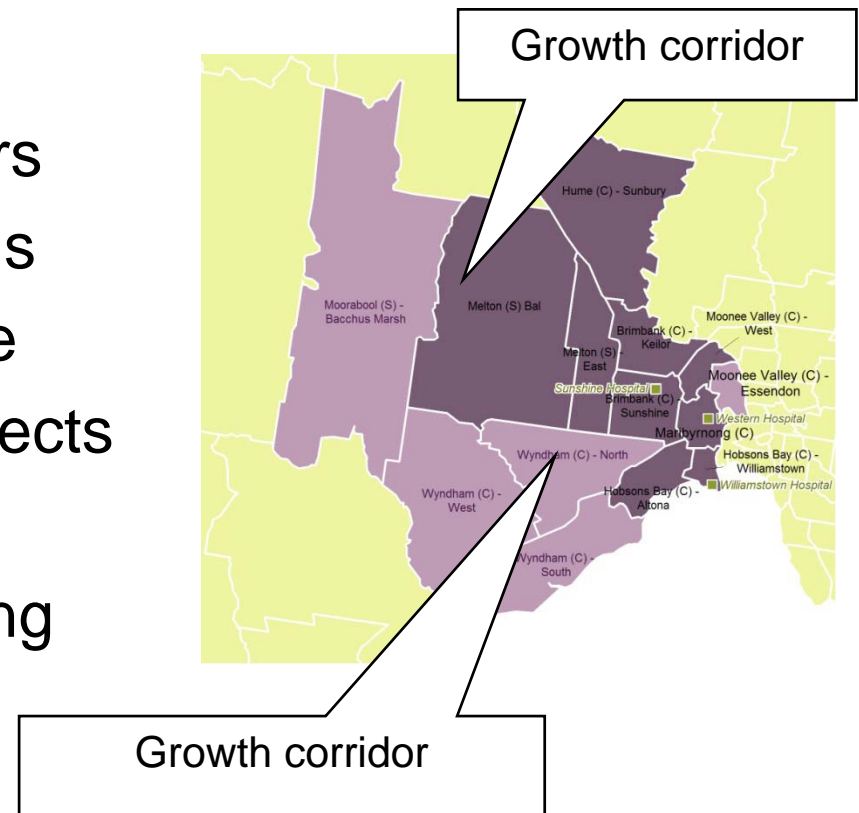 Growth corridor
rs
s
e
ects
ng
Hume (C) - Sunbury
Moorabool (S) -
Bacchus Marsh
Melton (S) Bal
Melton (S) -
East
Brimbank (C) -
Keilor
Moonee Valley (C) -
West
Moonee Valley (C) -
Essendon
Sunshine Hospital
Brimbank (C) -
Sunshine
Western Hospital
Maribyrnong (C)
Hobsons Bay (C) -
Williamstown
Williamstown Hospital
Hobsons Bay (C) -
Altona
Wyndham (C) - North
Wyndham (C) -
West
Wyndham (C) -
South
Growth corridor